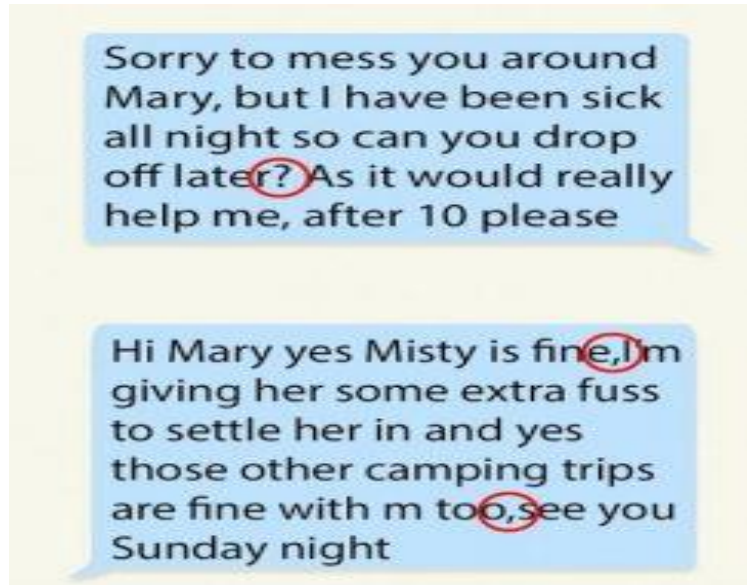 Sorry to mess you around
Mary, but I have been sick
all night so can you drop
off later? As it would really
help me, after 10 please
Hi Mary yes Misty is fine,I'm
giving her some extra fuss
to settle her in and yes
those other camping trips
are fine with m too,see you
Sunday night